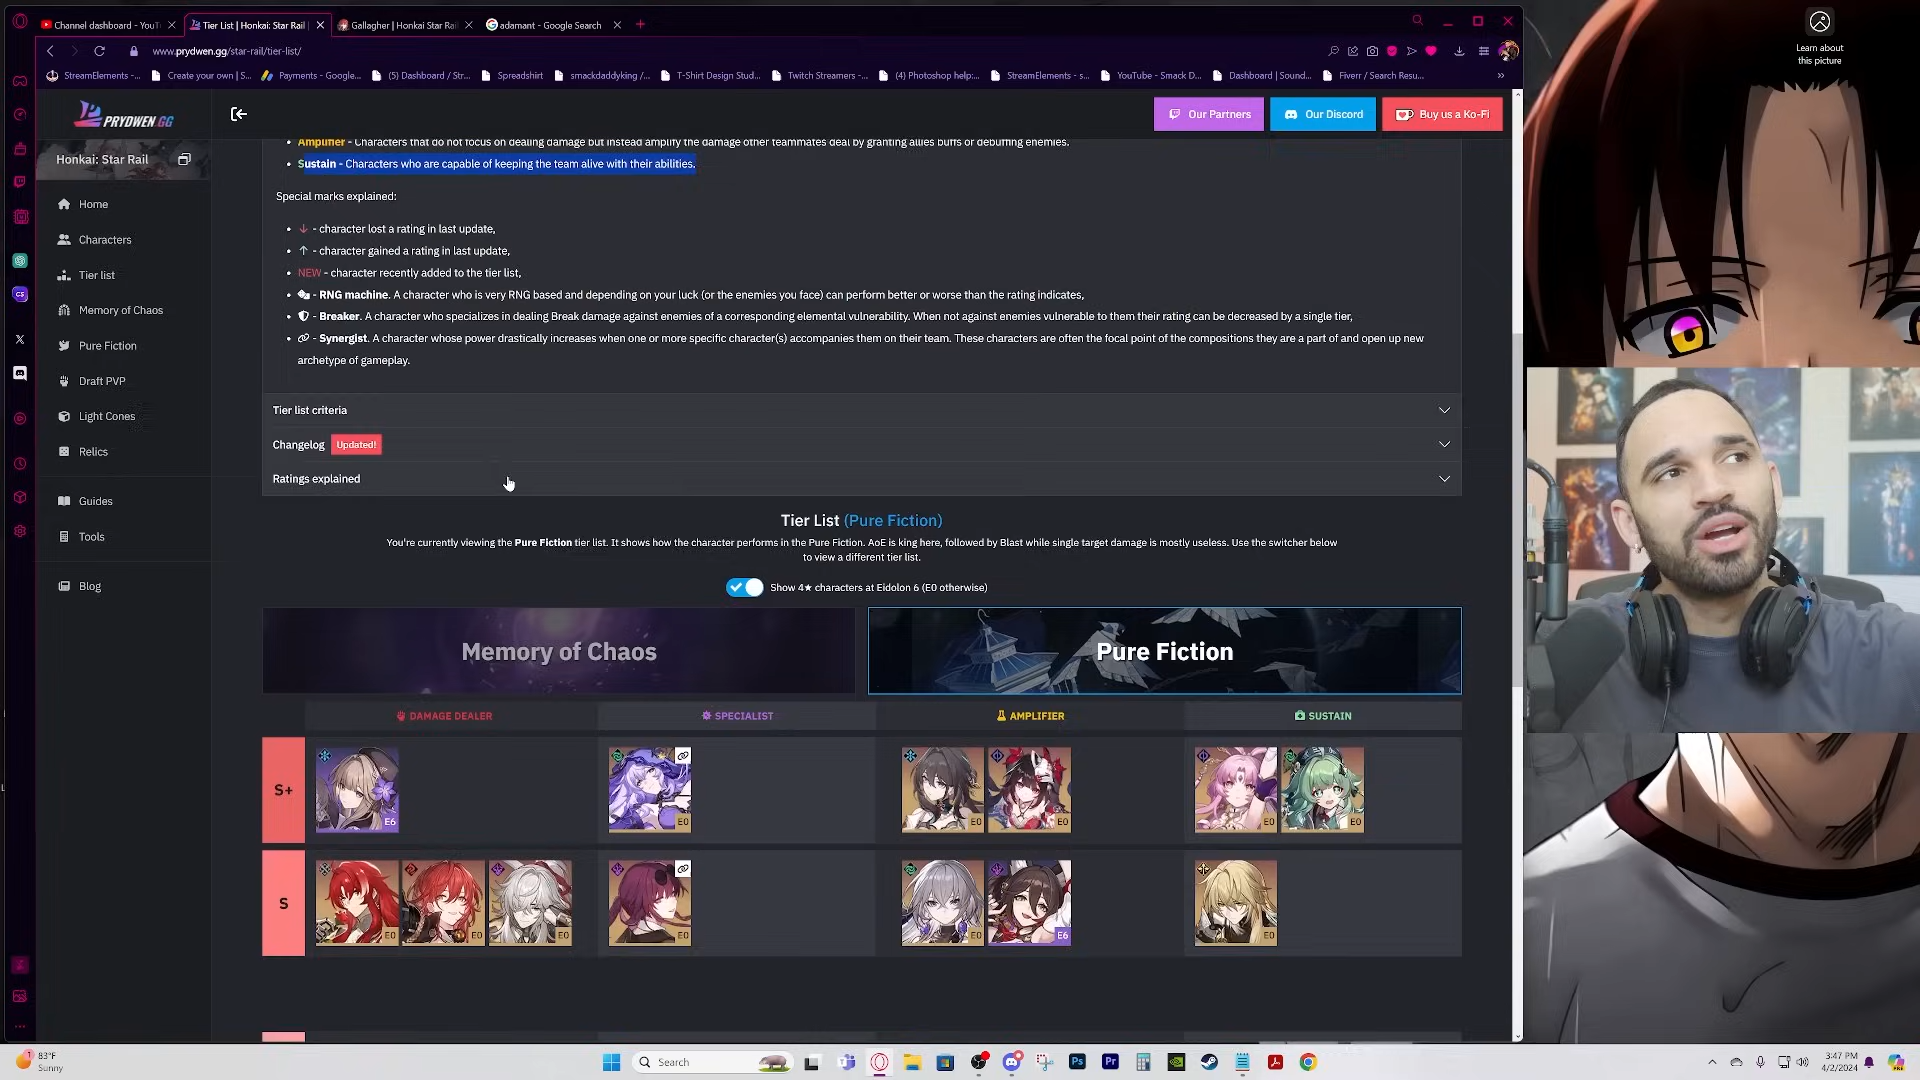 Channel dashboard - YouT
Tier List | Honkai: Star Rail
Gallagher | Honkai Star Rail
adamant - Google Search
www.prydwen.gg/star-rail/tier-list/
StreamElements -...
Create your own | S...
Payments - Google...
(5) Dashboard / Str...
Spreadshirt
smackdaddyking /...
T-Shirt Design Stud...
Twitch Streamers -...
(4) Photoshop help:...
StreamElements - s...
YouTube - Smack D...
Dashboard | Sound...
Fiverr / Search Resu...
Learn about
this picture
PRYDWEN.GG
Our Partners
Our Discord
Buy us a Ko-Fi
Honkai: Star Rail
Home
Characters
Tier list
Memory of Chaos
Pure Fiction
Draft PVP
Light Cones
Relics
Guides
Tools
Blog
Amplifier - Characters that do not focus on dealing damage but instead amplify the damage other teammates deal by granting allies buffs or debuffing enemies.
Sustain - Characters who are capable of keeping the team alive with their abilities.
Special marks explained:
↓ - character lost a rating in last update,
↑ - character gained a rating in last update,
NEW - character recently added to the tier list,
- RNG machine. A character who is very RNG based and depending on your luck (or the enemies you face) can perform better or worse than the rating indicates,
- Breaker. A character who specializes in dealing Break damage against enemies of a corresponding elemental vulnerability. When not against enemies vulnerable to them their rating can be decreased by a single tier,
- Synergist. A character whose power drastically increases when one or more specific character(s) accompanies them on their team. These characters are often the focal point of the compositions they are a part of and open up new
archetype of gameplay.
Tier list criteria
Changelog Updated!
Ratings explained
Tier List (Pure Fiction)
You're currently viewing the Pure Fiction tier list. It shows how the character performs in the Pure Fiction. AoE is king here, followed by Blast while single target damage is mostly useless. Use the switcher below
to view a different tier list.
Show 4★ characters at Eidolon 6 (E0 otherwise)
Memory of Chaos
Pure Fiction
DAMAGE DEALER
SPECIALIST
AMPLIFIER
SUSTAIN
S+
E6
E0
E0
E0
E0
E0
S
E0
E0
E0
E0
E0
E6
E0
83°F
Sunny
Search
3:47 PM
4/2/2024